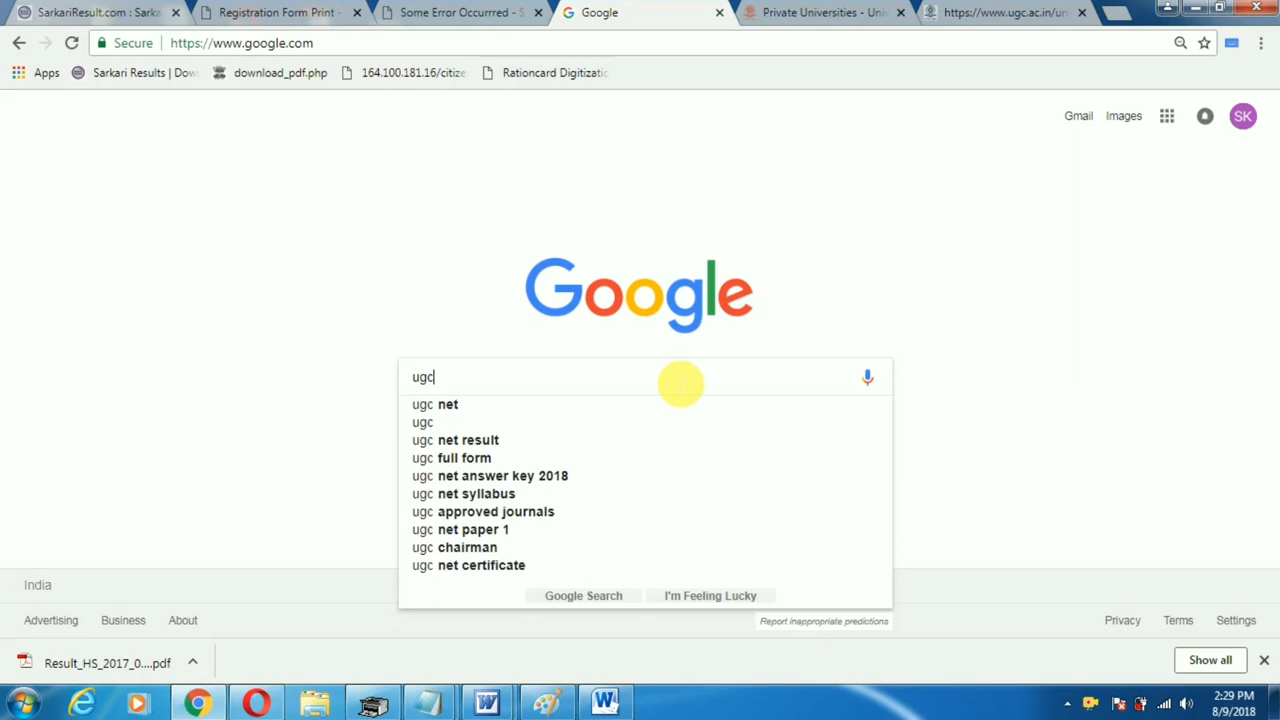 SarkariResult.com : Sarka
Registration Form Print -
Some Error Occurrred - S
Google
Private Universities - Univ
https://www.ugc.ac.in/un
Secure
https://www.google.com
Apps
Sarkari Results | Dow
download_pdf.php
164.100.181.16/citize
Rationcard Digitizatic
Gmail
Images
SK
Google
ugc
ugc net
ugc
ugc net result
ugc full form
ugc net answer key 2018
ugc net syllabus
ugc approved journals
ugc net paper 1
ugc chairman
ugc net certificate
Google Search
I'm Feeling Lucky
Report inappropriate predictions
India
Advertising
Business
About
Privacy
Terms
Settings
Result_HS_2017_0....pdf
Show all
2:29 PM
8/9/2018